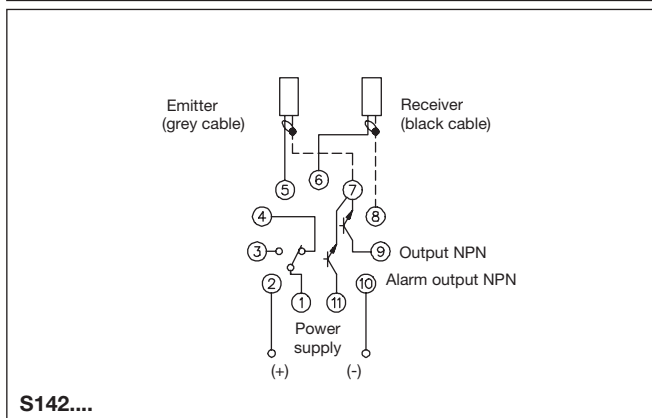 Emitter
(grey cable)
Receiver
(black cable)
5
6
7
8
4
3
9 Output NPN
2
10 Alarm output NPN
1
11
Power
supply
(+)
(-)
S142....